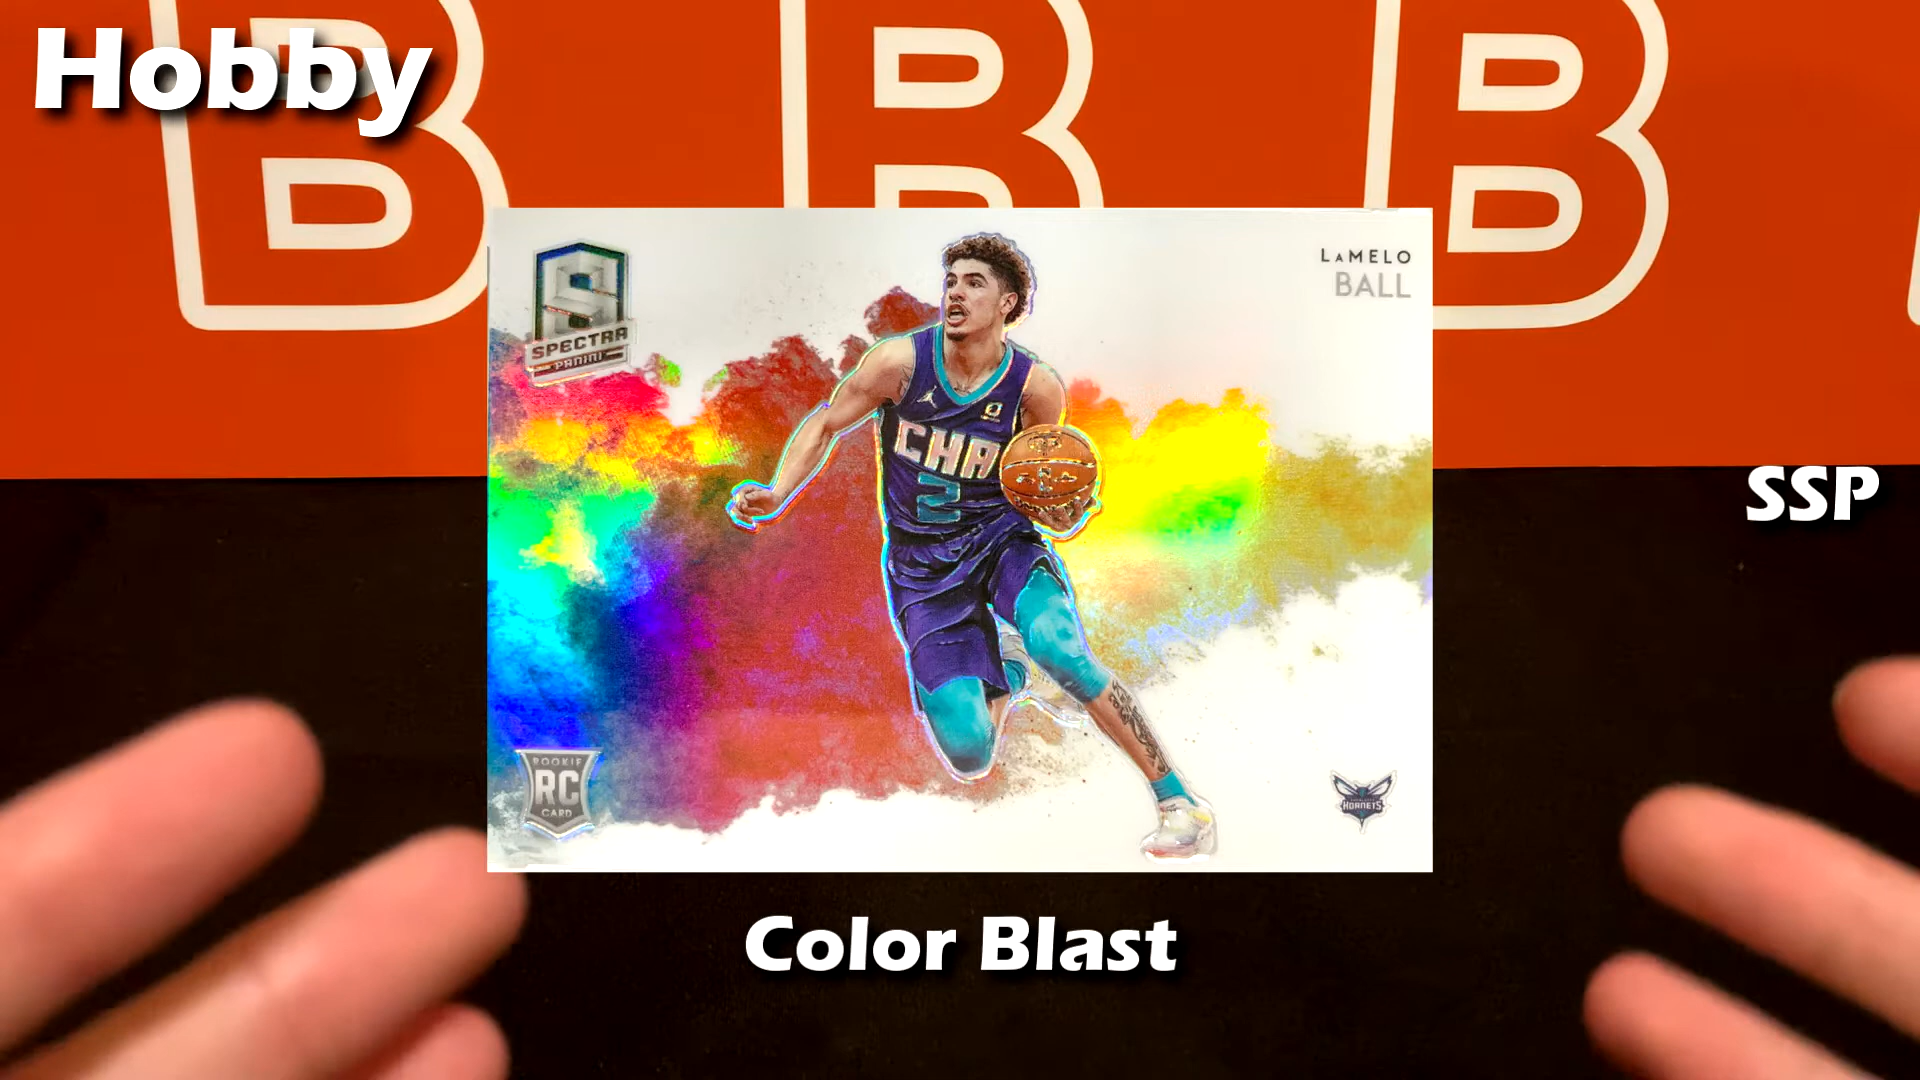 Hobby
B B B
SPECTRA
PANINI
LaMELO
BALL
CHA
2
SSP
ROOKIE
RC
CARD
HORNETS
Color Blast